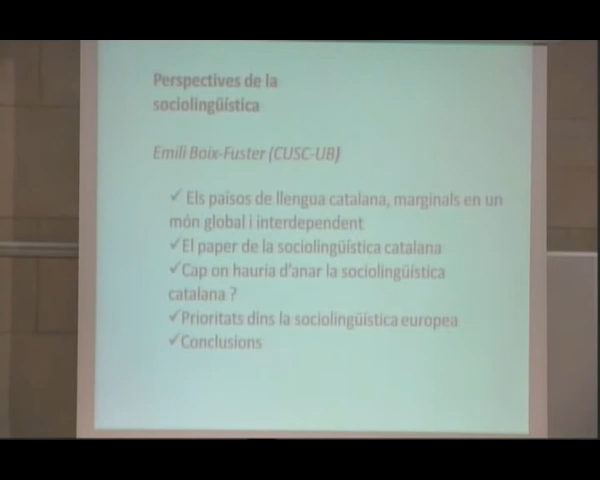 Perspectives de la
sociolingüística
Emili Boix-Fuster (CUSC-UB)
✓ Els països de llengua catalana, marginals en un
món global i interdependent
✓El paper de la sociolingüística catalana
✓Cap on hauria d'anar la sociolingüística
catalana ?
✓Prioritats dins la sociolingüística europea
✓Conclusions